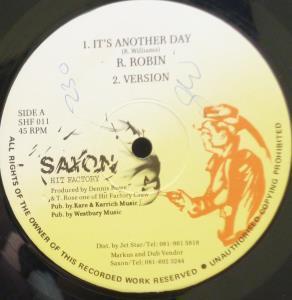 1. IT'S ANOTHER DAY
(R. Williams)
R. ROBIN
2. VERSION
SIDE A
SHF 011
45 RPM
230
SAXON
HIT FACTORY
Produced by Dennis Rowe
& T. Rose one of Hit Factory Crew
Pub. by Kare & Karrich Music
Pub. by Westbury Music
Dist. by Jet Star/Tel: 081-961 5818
Markus and Dub Vendor
Saxon/Tel: 081-692 3244
ALL RIGHTS OF THE OWNER OF THIS RECORDED WORK RESERVED • UNAUTHORISED COPYING PROHIBITED